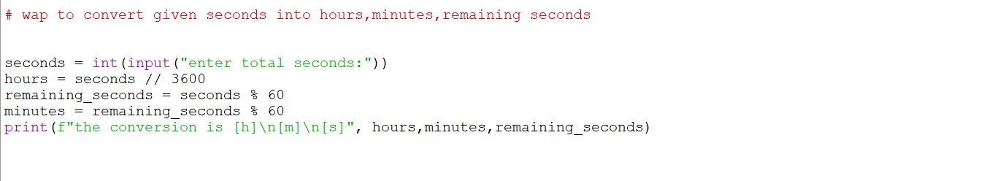 # wap to convert given seconds into hours,minutes,remaining seconds
seconds = int(input("enter total seconds:"))
hours = seconds // 3600
remaining_seconds = seconds % 60
minutes = remaining_seconds % 60
print(f"the conversion is [h]\n[m]\n[s]", hours,minutes,remaining_seconds)